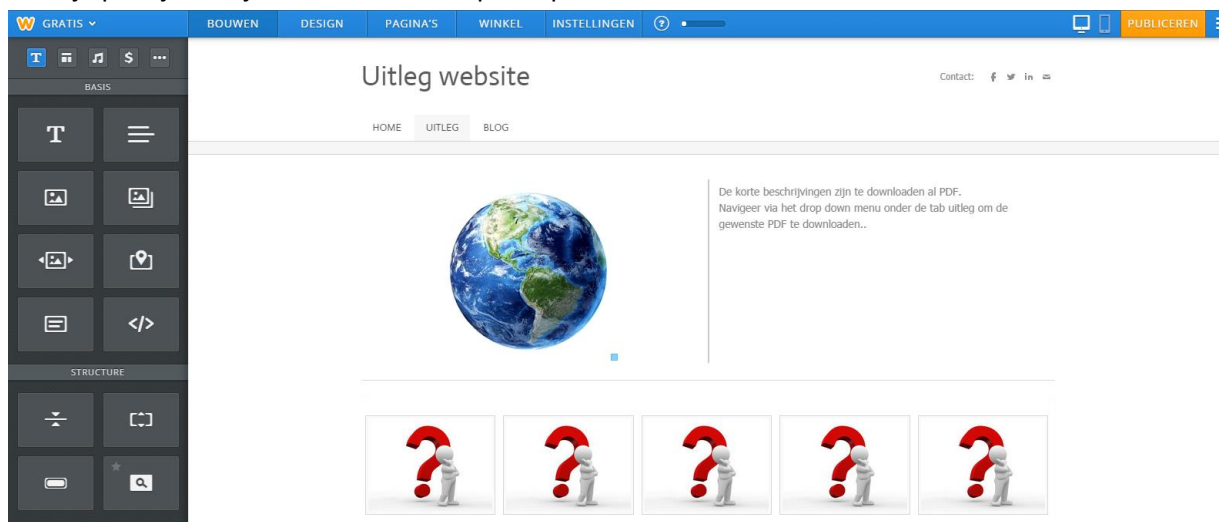 GRATIS
BOUWEN
DESIGN
PAGINA'S
WINKEL
INSTELLINGEN
?
PUBLICEREN
T
$
BASIS
T
</>
STRUCTURE
Uitleg website
Contact:
HOME
UITLEG
BLOG
De korte beschrijvingen zijn te downloaden al PDF.
Navigeer via het drop down menu onder de tab uitleg om de
gewenste PDF te downloaden..